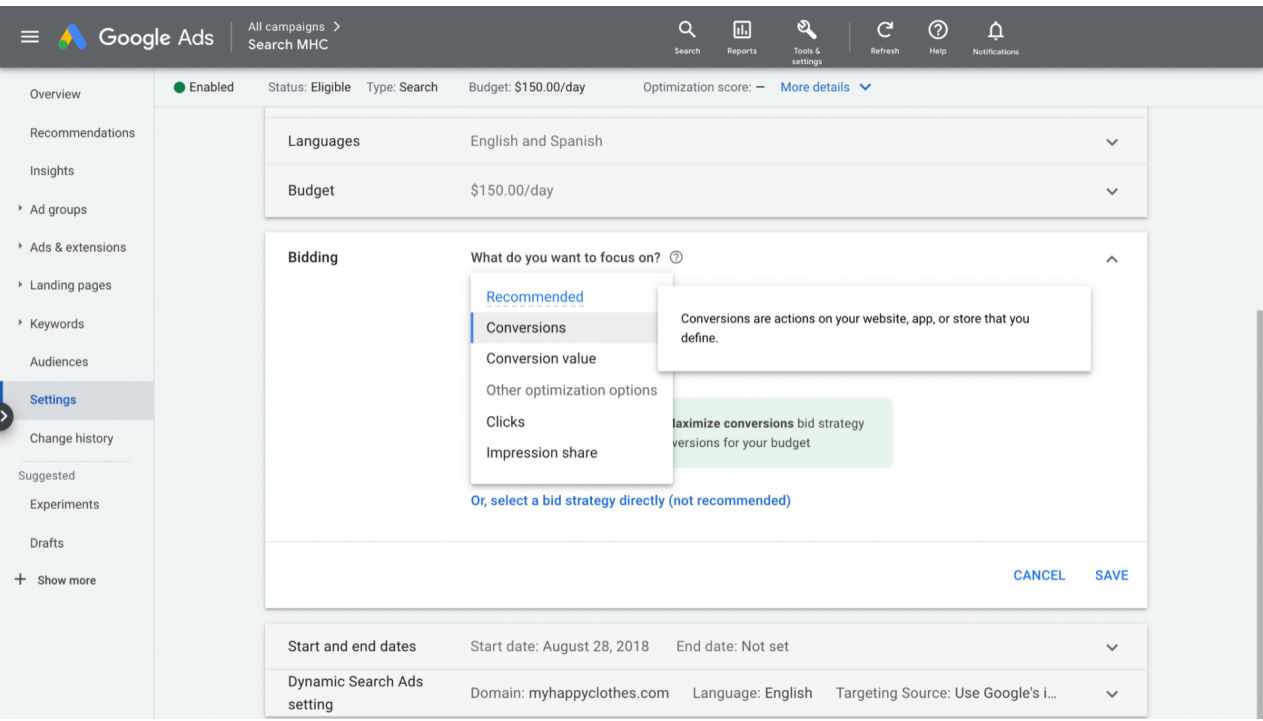 Google Ads
All campaigns
Search MHC
Search
Reports
Tools &
settings
Refresh
Help
Notifications
Overview
Recommendations
Insights
Ad groups
Ads & extensions
Landing pages
Keywords
Audiences
Settings
Change history
Suggested
Experiments
Drafts
Show more
Enabled
Status: Eligible Type: Search Budget: $150.00/day Optimization score: – More details
Languages English and Spanish
Budget $150.00/day
Bidding What do you want to focus on?
Recommended
Conversions
Conversion value
Other optimization options
Clicks
Impression share
Conversions are actions on your website, app, or store that you
define.
conversions bid strategy
for your budget
Or, select a bid strategy directly (not recommended)
CANCEL SAVE
Start and end dates Start date: August 28, 2018 End date: Not set
Dynamic Search Ads
setting
Domain: myhappyclothes.com Language: English Targeting Source: Use Google's i...